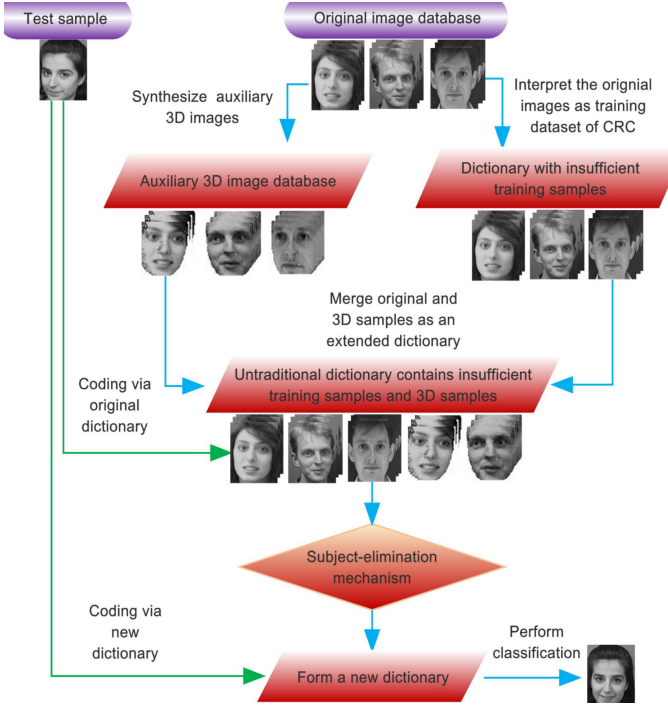 Test sample
Original image database
Synthesize auxiliary
3D images
Interpret the orignial
images as training
dataset of CRC
Auxiliary 3D image database
Dictionary with insufficient
training samples
Merge original and
3D samples as an
extended dictionary
Coding via
original
dictionary
Untraditional dictionary contains insufficient
training samples and 3D samples
Subject-elimination
mechanism
Coding via
new
dictionary
Perform
classification
Form a new dictionary